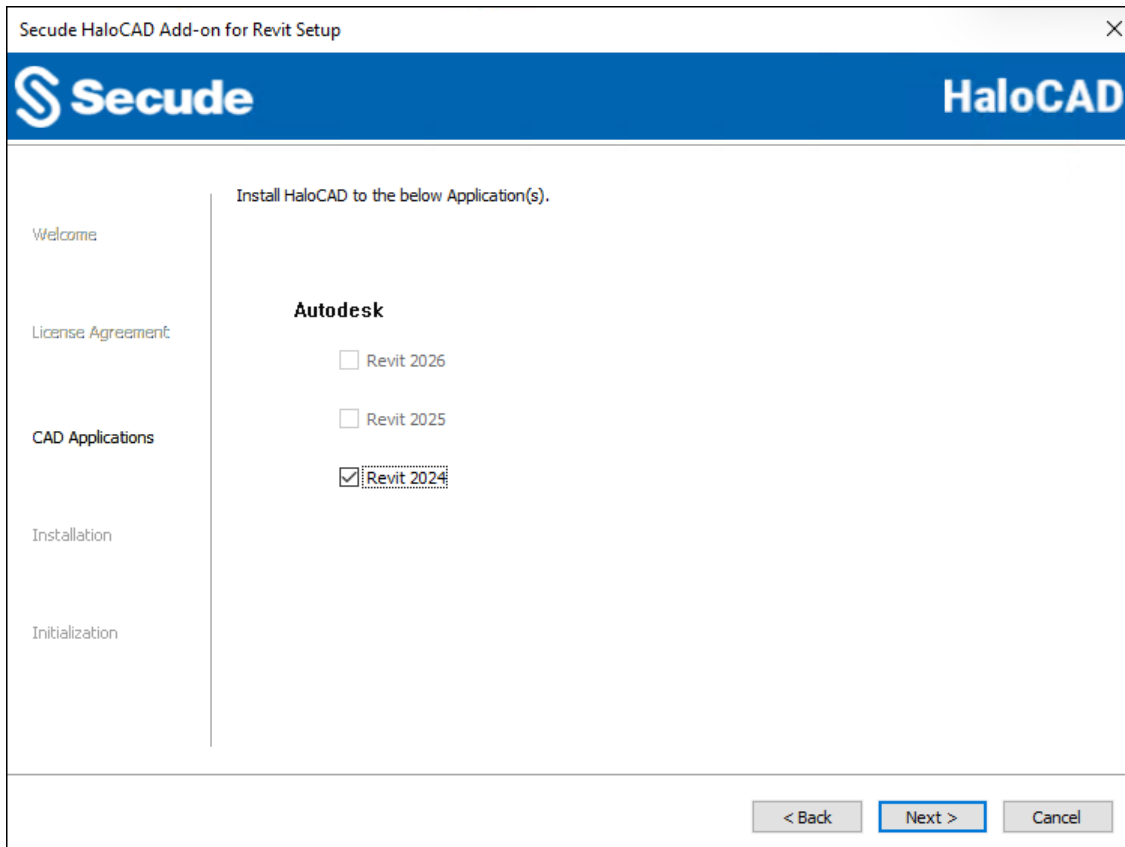 Secude HaloCAD Add-on for Revit Setup
Secude
HaloCAD
Install HaloCAD to the below Application(s).
Welcome
License Agreement
CAD Applications
Installation
Initialization
Autodesk
Revit 2026
Revit 2025
Revit 2024
< Back
Next >
Cancel